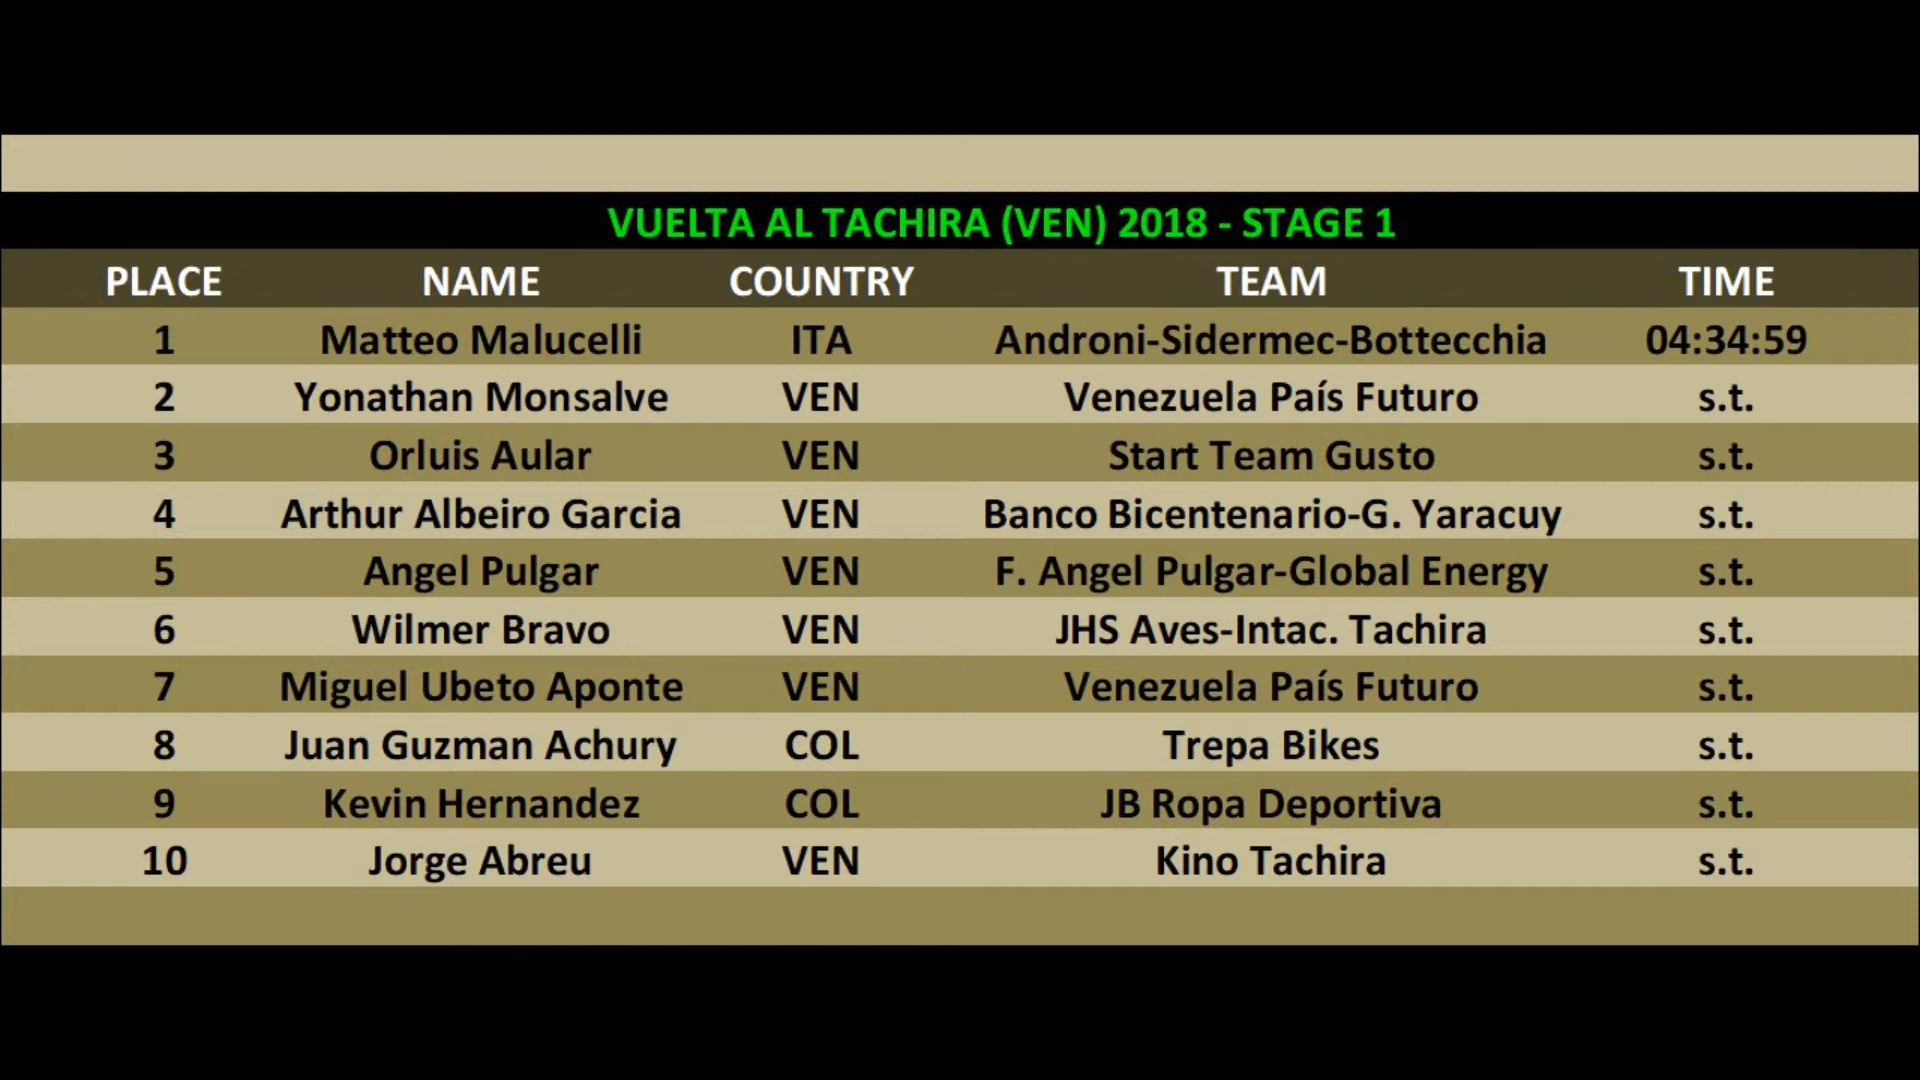 VUELTA AL TACHIRA (VEN) 2018 - STAGE 1
PLACE NAME COUNTRY TEAM TIME
1 Matteo Malucelli ITA Androni-Sidermec-Bottecchia 04:34:59
2 Yonathan Monsalve VEN Venezuela País Futuro s.t.
3 Orluis Aular VEN Start Team Gusto s.t.
4 Arthur Albeiro Garcia VEN Banco Bicentenario-G. Yaracuy s.t.
5 Angel Pulgar VEN F. Angel Pulgar-Global Energy s.t.
6 Wilmer Bravo VEN JHS Aves-Intac. Tachira s.t.
7 Miguel Ubeto Aponte VEN Venezuela País Futuro s.t.
8 Juan Guzman Achury COL Trepa Bikes s.t.
9 Kevin Hernandez COL JB Ropa Deportiva s.t.
10 Jorge Abreu VEN Kino Tachira s.t.